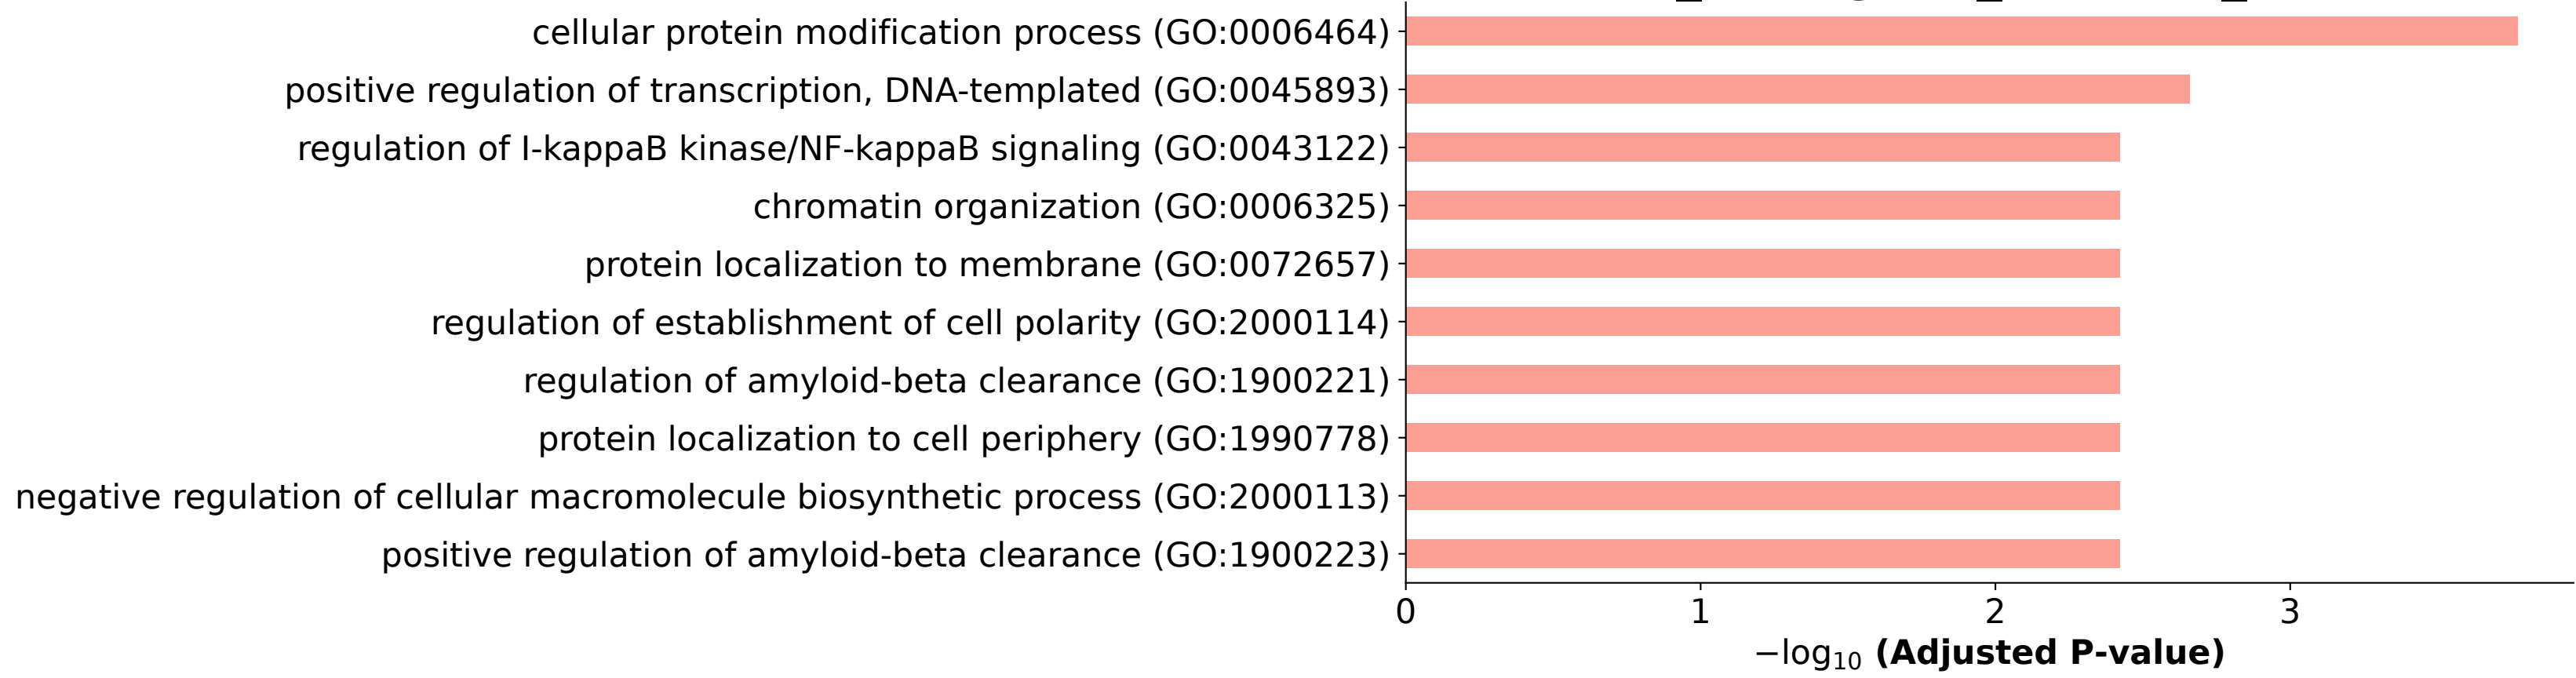 cellular protein modification process (GO:0006464)
positive regulation of transcription, DNA-templated (GO:0045893)
regulation of I-kappaB kinase/NF-kappaB signaling (GO:0043122)
chromatin organization (GO:0006325)
protein localization to membrane (GO:0072657)
regulation of establishment of cell polarity (GO:2000114)
regulation of amyloid-beta clearance (GO:1900221)
protein localization to cell periphery (GO:1990778)
negative regulation of cellular macromolecule biosynthetic process (GO:2000113)
positive regulation of amyloid-beta clearance (GO:1900223)
0 1 2 3
−log₁₀ (Adjusted P-value)